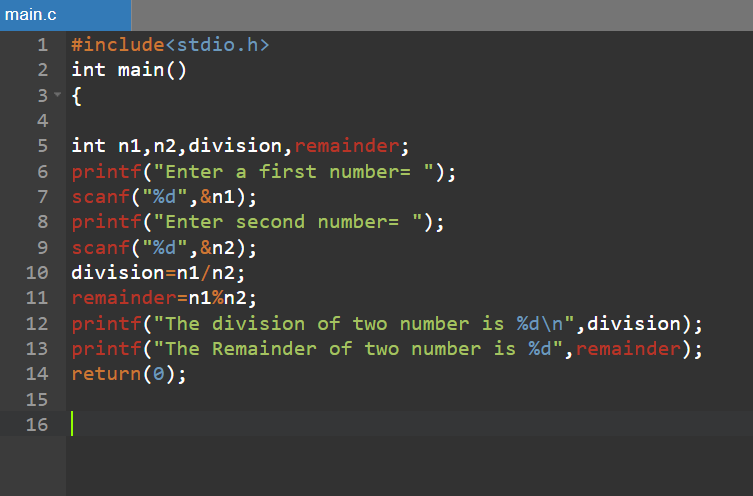 main.c
1 #include<stdio.h>
2 int main()
3 {
4
5 int n1,n2,division,remainder;
6 printf("Enter a first number= ");
7 scanf("%d",&n1);
8 printf("Enter second number= ");
9 scanf("%d",&n2);
10 division=n1/n2;
11 remainder=n1%n2;
12 printf("The division of two number is %d\n",division);
13 printf("The Remainder of two number is %d",remainder);
14 return(0);
15
16